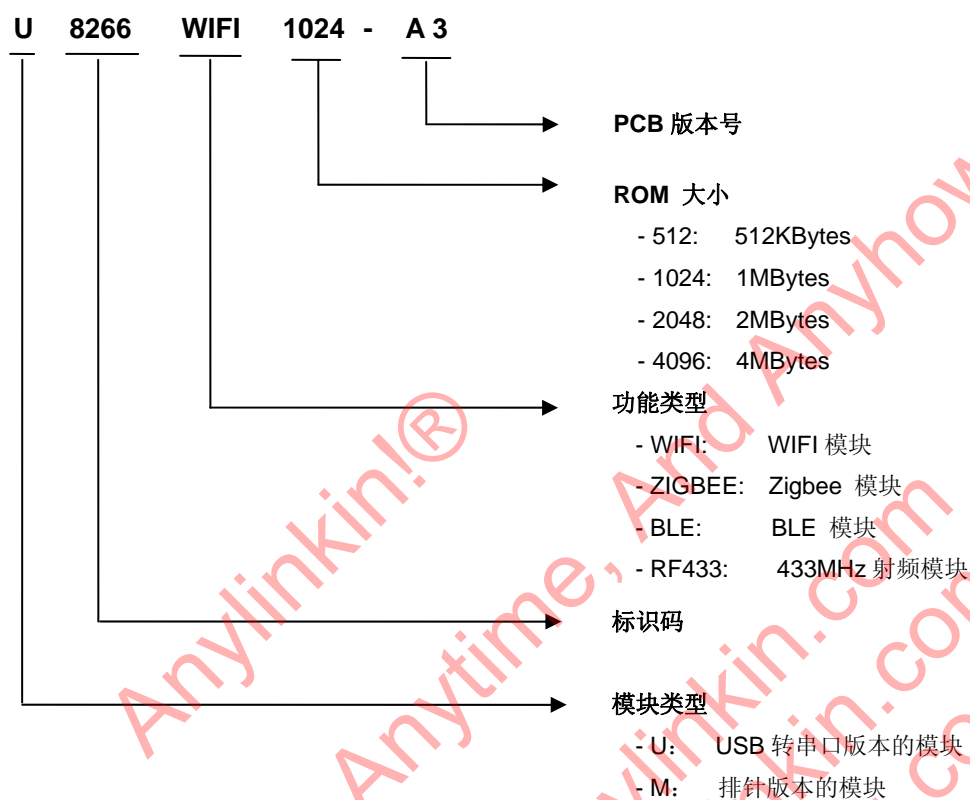 U 8266 WIFI 1024 - A 3
PCB 版本号
ROM 大小
- 512: 512KBytes
- 1024: 1MBytes
- 2048: 2MBytes
- 4096: 4MBytes
功能类型
- WIFI: WIFI 模块
- ZIGBEE: Zigbee 模块
- BLE: BLE 模块
- RF433: 433MHz 射频模块
标识码
模块类型
- U： USB 转串口版本的模块
- M： 排针版本的模块
Anylinkin!®
Anytime, And Anyhow